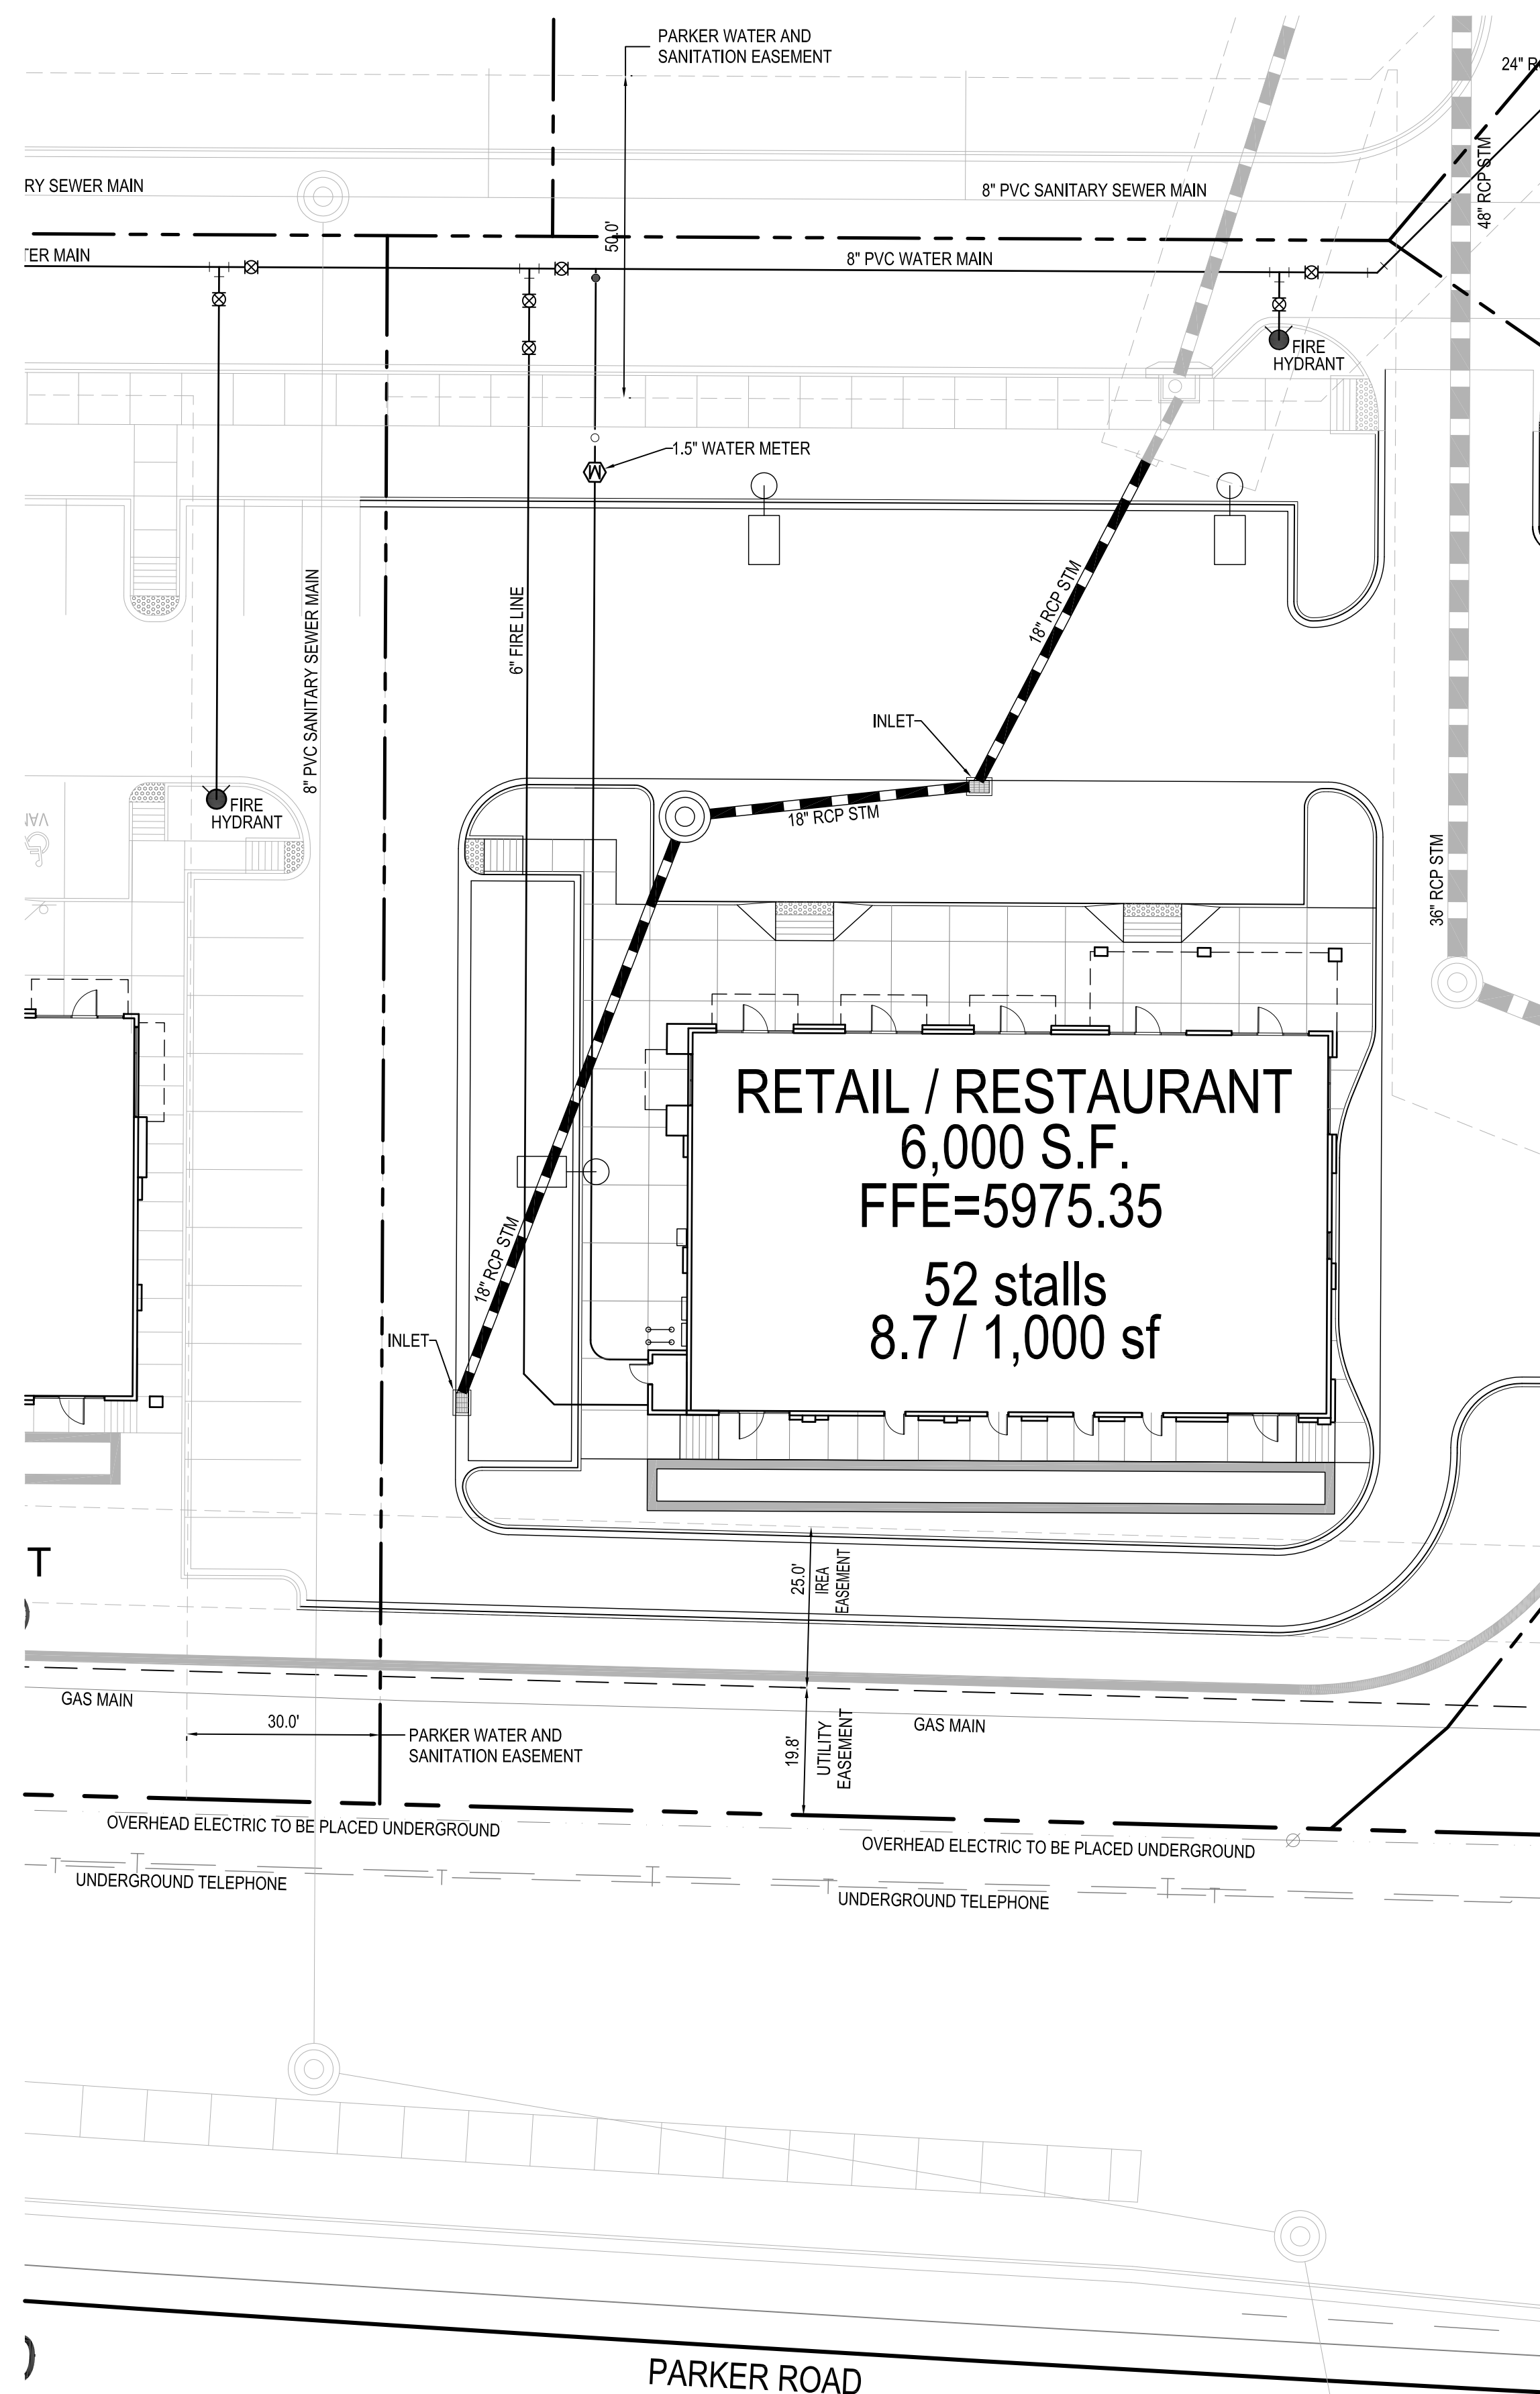 PARKER WATER AND
SANITATION EASEMENT
24" R
RY SEWER MAIN
8" PVC SANITARY SEWER MAIN
48" RCP STM
50.0'
TER MAIN
8" PVC WATER MAIN
FIRE
HYDRANT
1.5" WATER METER
8" PVC SANITARY SEWER MAIN
6" FIRE LINE
18" RCP STM
INLET
FIRE
HYDRANT
18" RCP STM
VAN
36" RCP STM
RETAIL / RESTAURANT
6,000 S.F.
FFE=5975.35
52 stalls
8.7 / 1,000 sf
18" RCP STM
INLET
T
25.0'
IREA
EASEMENT
GAS MAIN
30.0'
PARKER WATER AND
SANITATION EASEMENT
19.8'
UTILITY
EASEMENT
GAS MAIN
OVERHEAD ELECTRIC TO BE PLACED UNDERGROUND
OVERHEAD ELECTRIC TO BE PLACED UNDERGROUND
UNDERGROUND TELEPHONE
UNDERGROUND TELEPHONE
PARKER ROAD